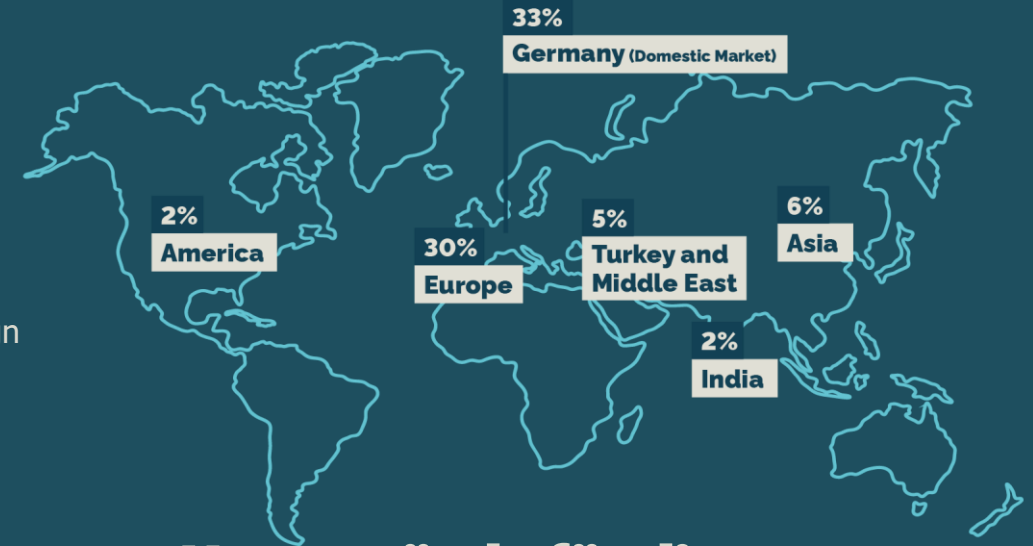 33%
Germany (Domestic Market)
2%
America
30%
Europe
5%
Turkey and
Middle East
6%
Asia
2%
India